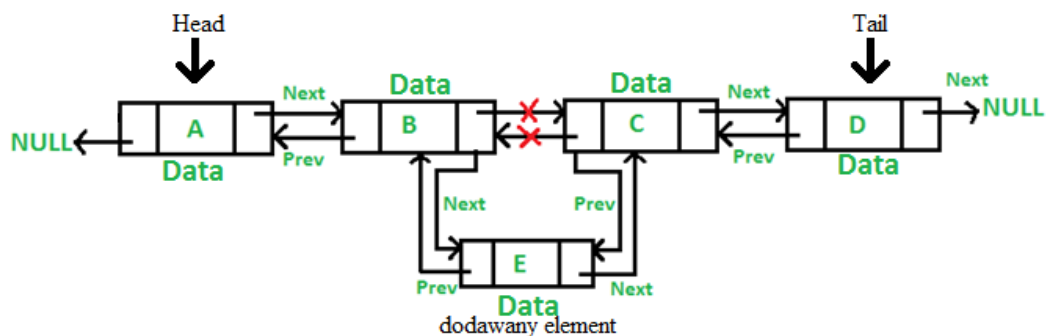 Head Tail
Data Data
Next Next Next
A B C D
NULL NULL
Prev Prev
Data Data
Next Prev
E
Prev Next
Data
dodawany element